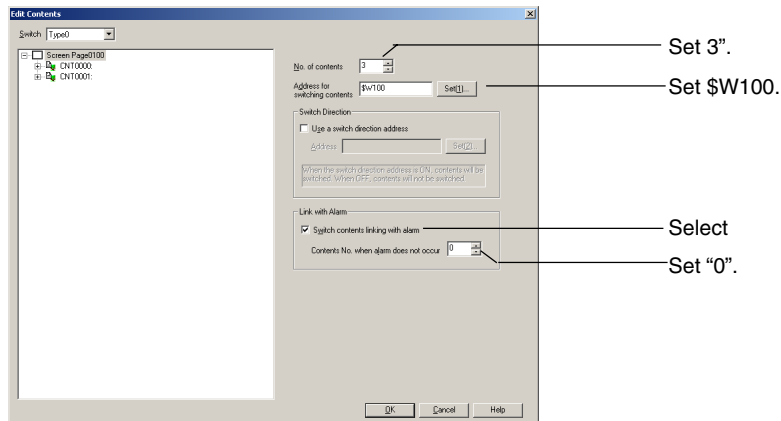 Edit Contents
Switch Type0
Screen Page0100
CNT0000:
CNT0001:
No. of contents 3
Address for
switching contents $W100 Set[1]...
Switch Direction
Use a switch direction address
Address Set[2]...
When the switch direction address is ON, contents will be
switched. When OFF, contents will not be switched.
Link with Alarm
Switch contents linking with alarm
Contents No. when alarm does not occur 0
OK Cancel Help
Set 3”.
Set $W100.
Select
Set “0”.